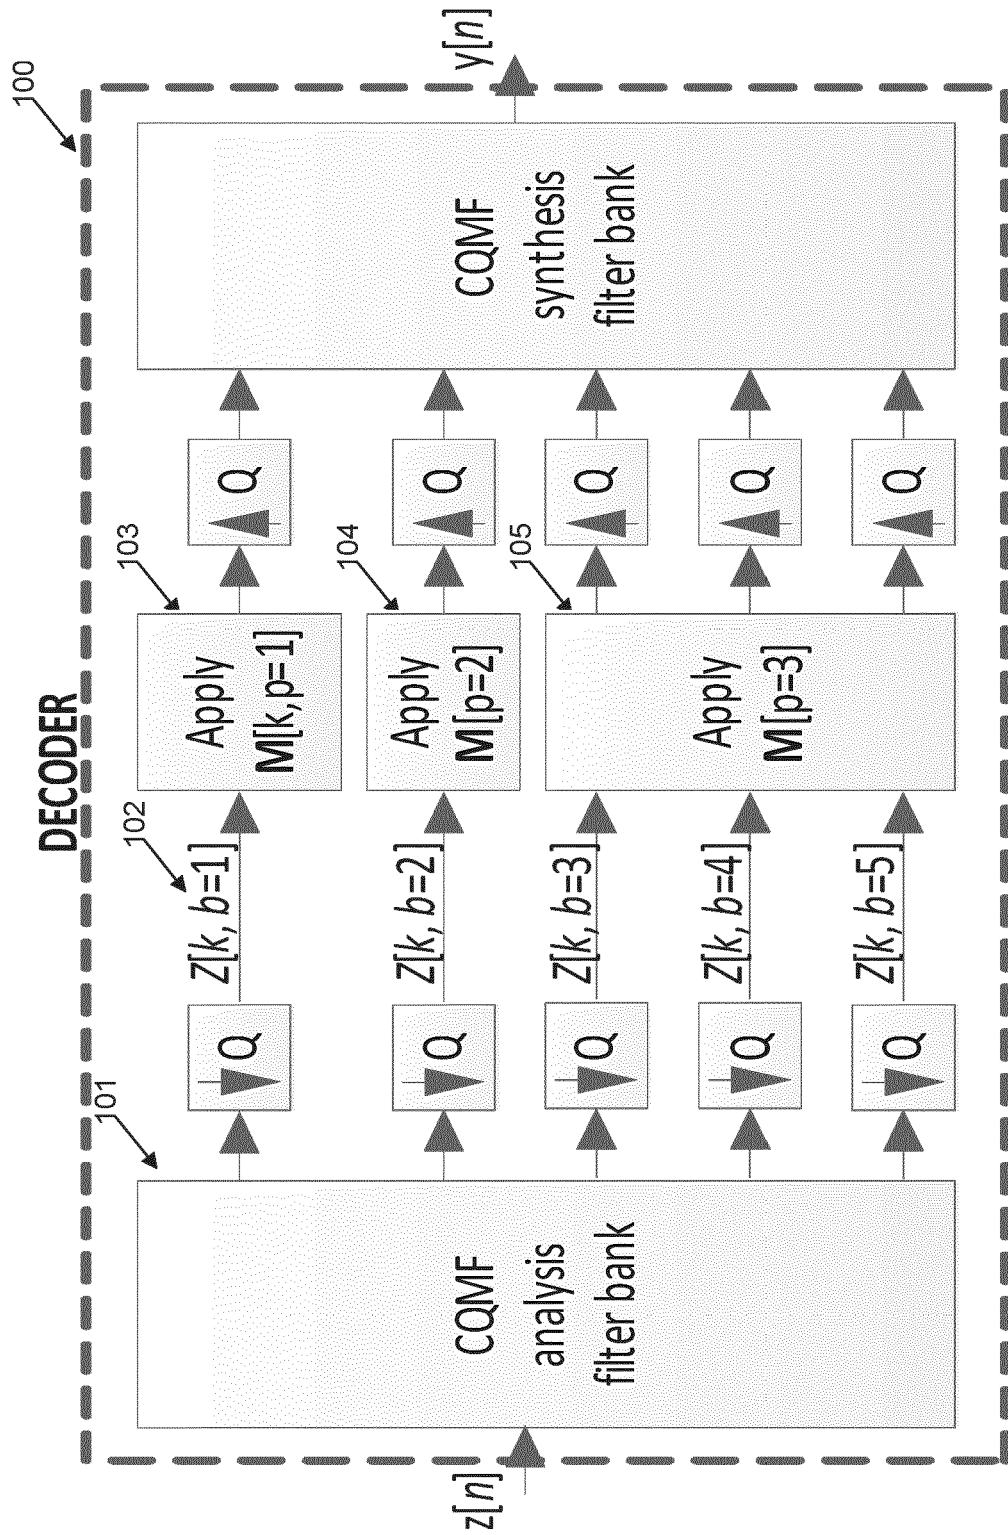 100
DECODER
z[n]
101
CQMF
analysis
filter bank
Q
Q
Q
Q
Q
102
Z[k, b=1]
Z[k, b=2]
Z[k, b=3]
Z[k, b=4]
Z[k, b=5]
103
Apply
M[k,p=1]
104
Apply
M[p=2]
105
Apply
M[p=3]
Q
Q
Q
Q
Q
CQMF
synthesis
filter bank
y[n]